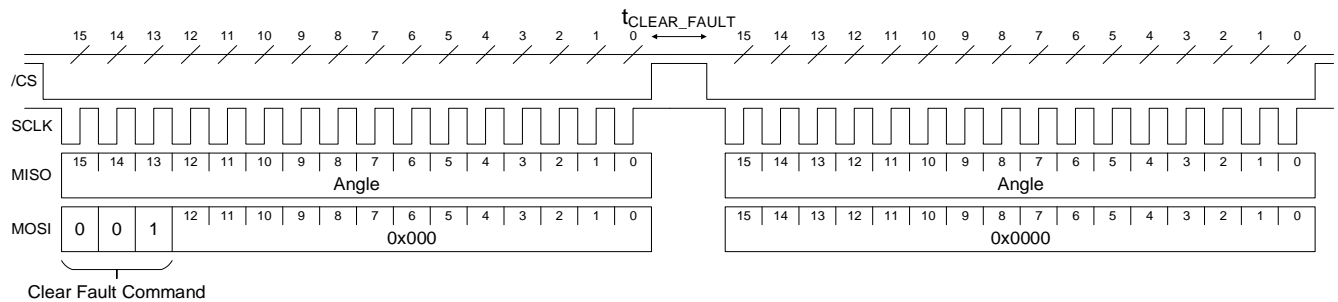 tCLEAR_FAULT
15 14 13 12 11 10 9 8 7 6 5 4 3 2 1 0 15 14 13 12 11 10 9 8 7 6 5 4 3 2 1 0
/CS
SCLK
15 14 13 12 11 10 9 8 7 6 5 4 3 2 1 0 15 14 13 12 11 10 9 8 7 6 5 4 3 2 1 0
MISO Angle Angle
12 11 10 9 8 7 6 5 4 3 2 1 0 15 14 13 12 11 10 9 8 7 6 5 4 3 2 1 0
MOSI 0 0 1 0x000 0x0000
Clear Fault Command